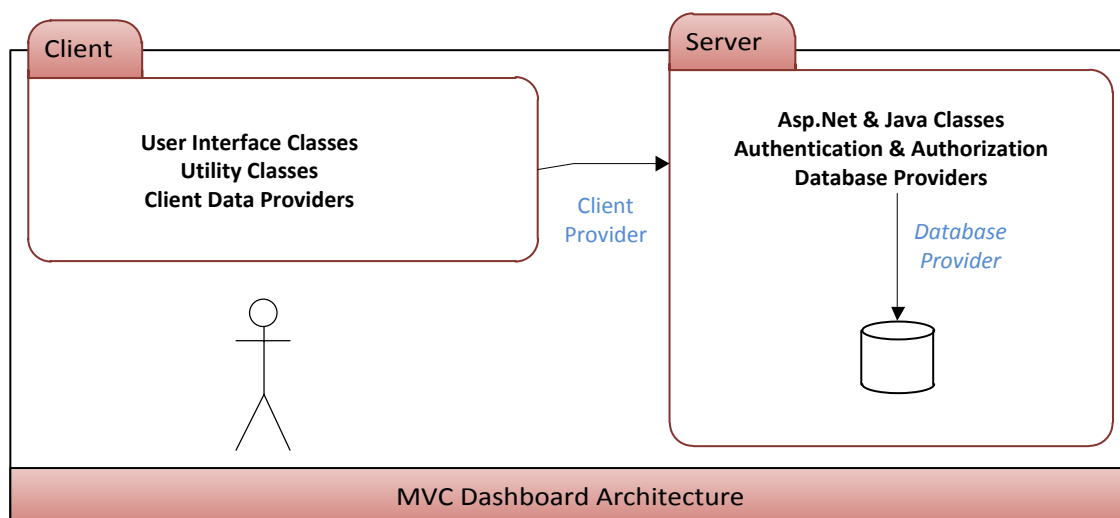 Client
User Interface Classes
Utility Classes
Client Data Providers
Client
Provider
Server
Asp.Net & Java Classes
Authentication & Authorization
Database Providers
Database
Provider
MVC Dashboard Architecture